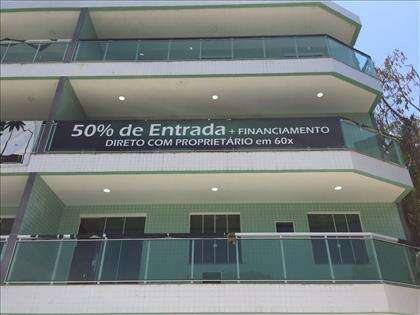 50% de Entrada + FINANCIAMENTO
DIRETO COM PROPRIETÁRIO em 60x